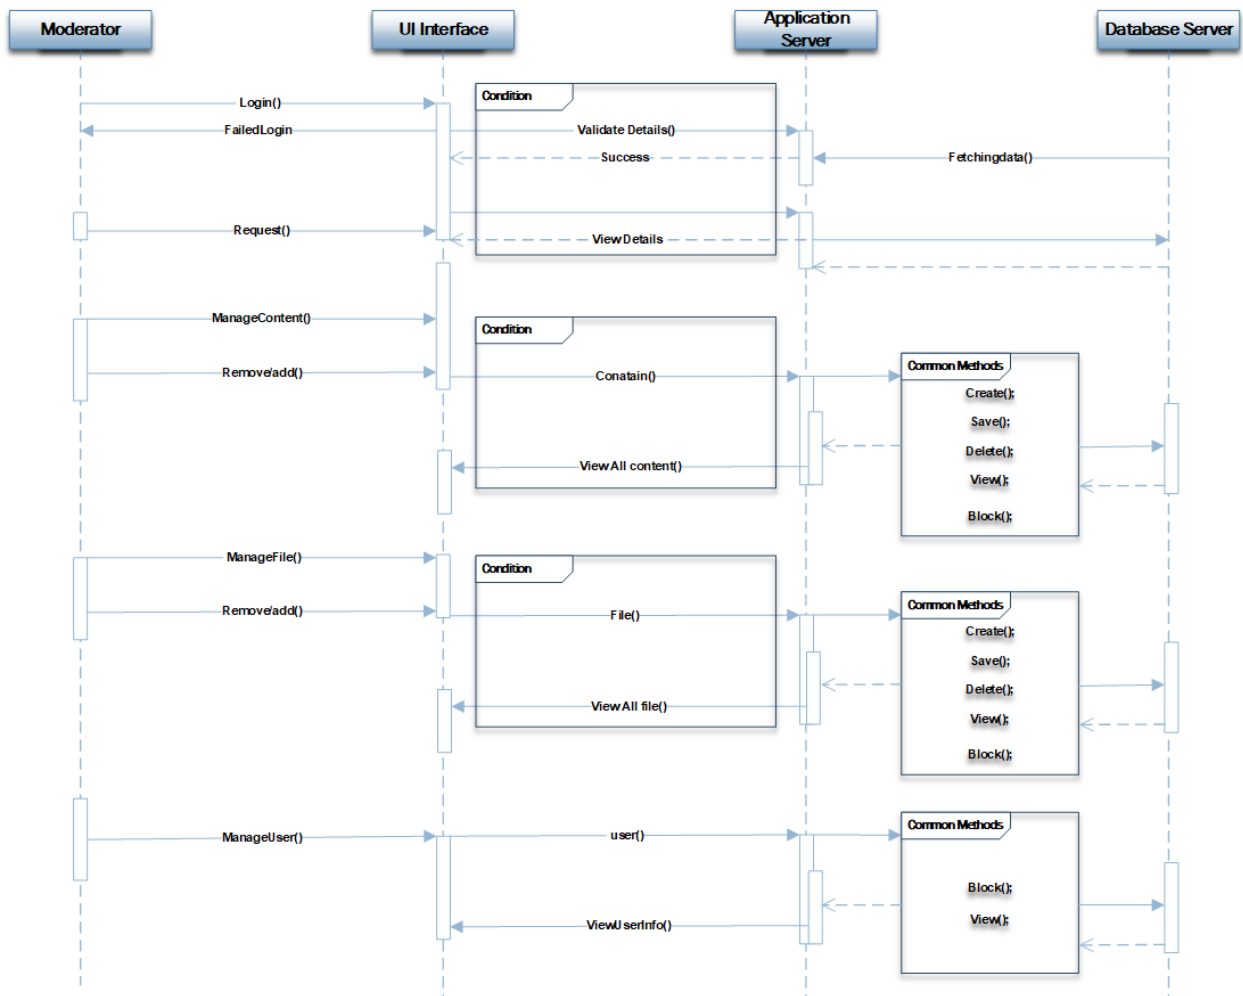 Moderator
UI Interface
Application
Server
Database Server
Condition
Login()
FailedLogin
Validate Details()
Success
Fetchingdata()
Request()
View Details
ManageContent()
Condition
Remove/add()
Conatain()
Common Methods
Create();
Save();
Delete();
View();
Block();
View All content()
ManageFile()
Condition
Remove/add()
File()
Common Methods
Create();
Save();
Delete();
View();
Block();
View All file()
ManageUser()
user()
Common Methods
Block();
View();
ViewUserInfo()